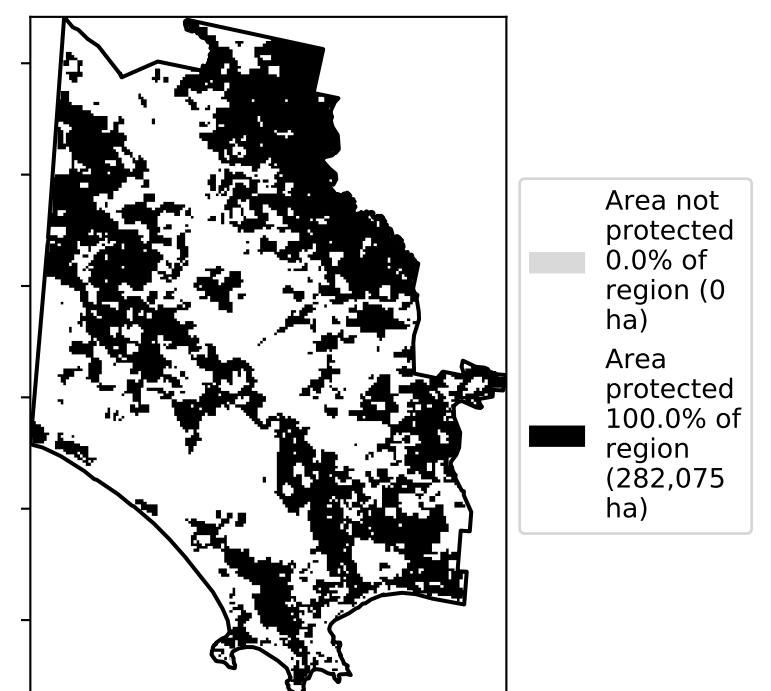 Area not
protected
0.0% of
region (0
ha)
Area
protected
100.0% of
region
(282,075
ha)